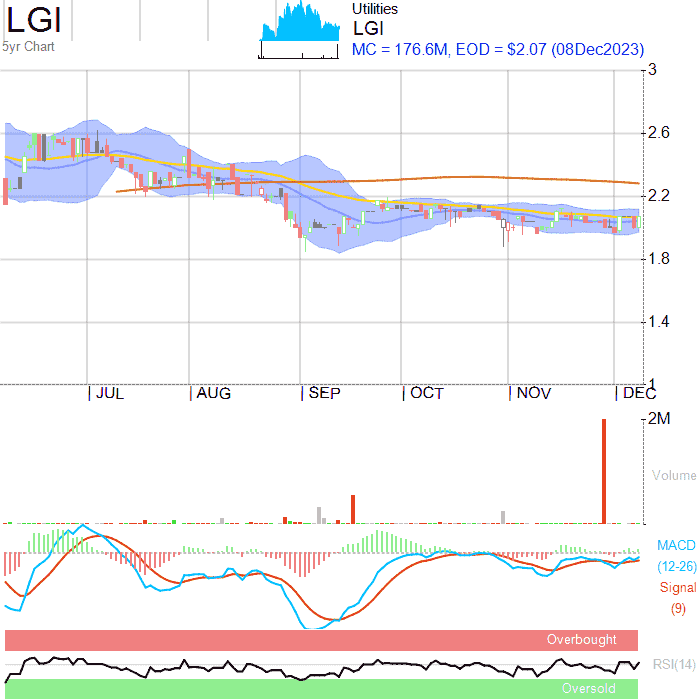 LGI
5yr Chart
Utilities
LGI
MC = 176.6M, EOD = $2.07 (08Dec2023)
3
2.6
2.2
1.8
1.4
1
JUL AUG SEP OCT NOV DEC
2M
Volume
MACD
(12-26)
Signal
(9)
Overbought
RSI(14)
Oversold